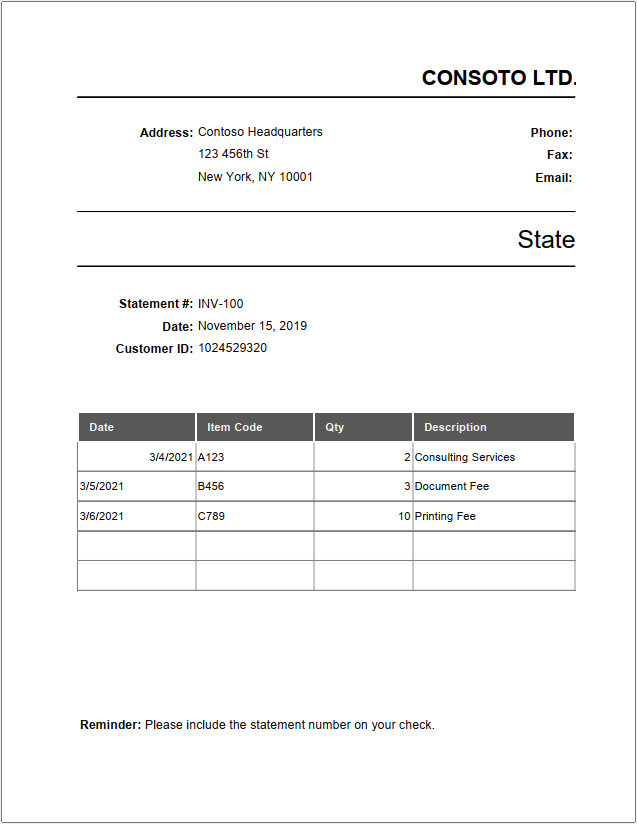 CONSOTO LTD.
Address: Contoso Headquarters Phone:
123 456th St Fax:
New York, NY 10001 Email:
State
Statement #: INV-100
Date: November 15, 2019
Customer ID: 1024529320
Date Item Code Qty Description
3/4/2021 A123 2 Consulting Services
3/5/2021 B456 3 Document Fee
3/6/2021 C789 10 Printing Fee
Reminder: Please include the statement number on your check.